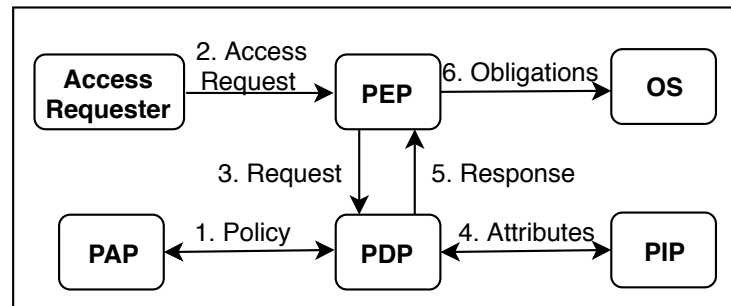 2. Access
Request
6. Obligations
Access
Requester
PEP
OS
3. Request
5. Response
1. Policy
4. Attributes
PAP
PDP
PIP